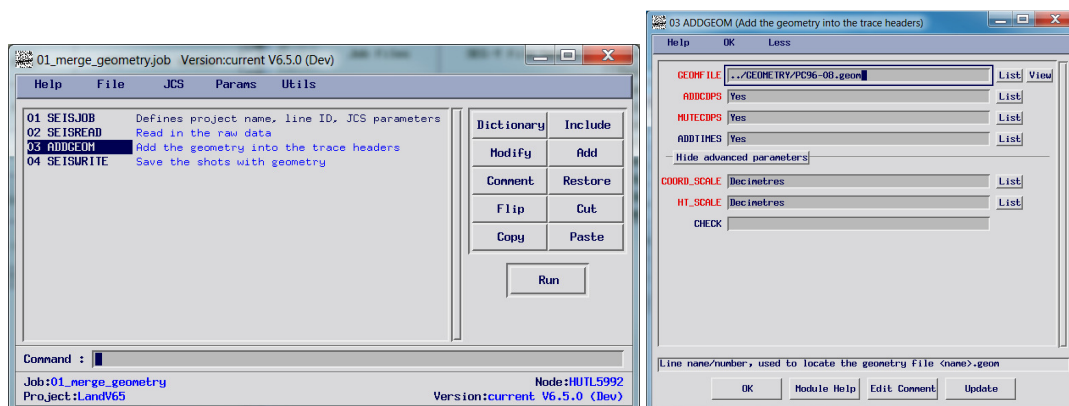 01_merge_geometry.job Version:current V6.5.0 (Dev)
Help File JCS Params Utils
01 SEISJOB Defines project name, line ID, JCS parameters
02 SEISREAD Read in the raw data
03 ADDGEOM Add the geometry into the trace headers
04 SEISWRITE Save the shots with geometry
Dictionary Include
Modify Add
Comment Restore
Flip Cut
Copy Paste
Run
Command :
Job:01_merge_geometry Node:HUTL5992
Project:LandV65 Version:current V6.5.0 (Dev)
03 ADDGEOM (Add the geometry into the trace headers)
Help OK Less
GEOMFILE ../GEOMETRY/PC96-08.geom List View
ADDCDPS Yes List
MUTECDPS Yes List
ADDTIMES Yes List
Hide advanced parameters
COORD_SCALE Decimetres List
HT_SCALE Decimetres List
CHECK
Line name/number, used to locate the geometry file <name>.geom
OK Module Help Edit Comment Update